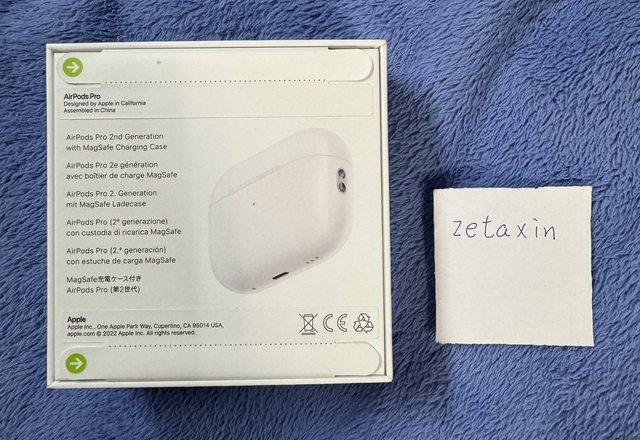 AirPods Pro
Designed by Apple in California
Assembled in China
AirPods Pro 2nd Generation
with MagSafe Charging Case
AirPods Pro 2e génération
avec boîtier de charge MagSafe
AirPods Pro 2. Generation
mit MagSafe Ladecase
AirPods Pro (2ª generazione)
con custodia di ricarica MagSafe
AirPods Pro (2.ª generación)
con estuche de carga MagSafe
MagSafe充電ケース付き
AirPods Pro (第2世代)
Apple
Apple Inc., One Apple Park Way, Cupertino, CA 95014 USA,
apple.com © 2022 Apple Inc. All rights reserved.
CE
zetaxin